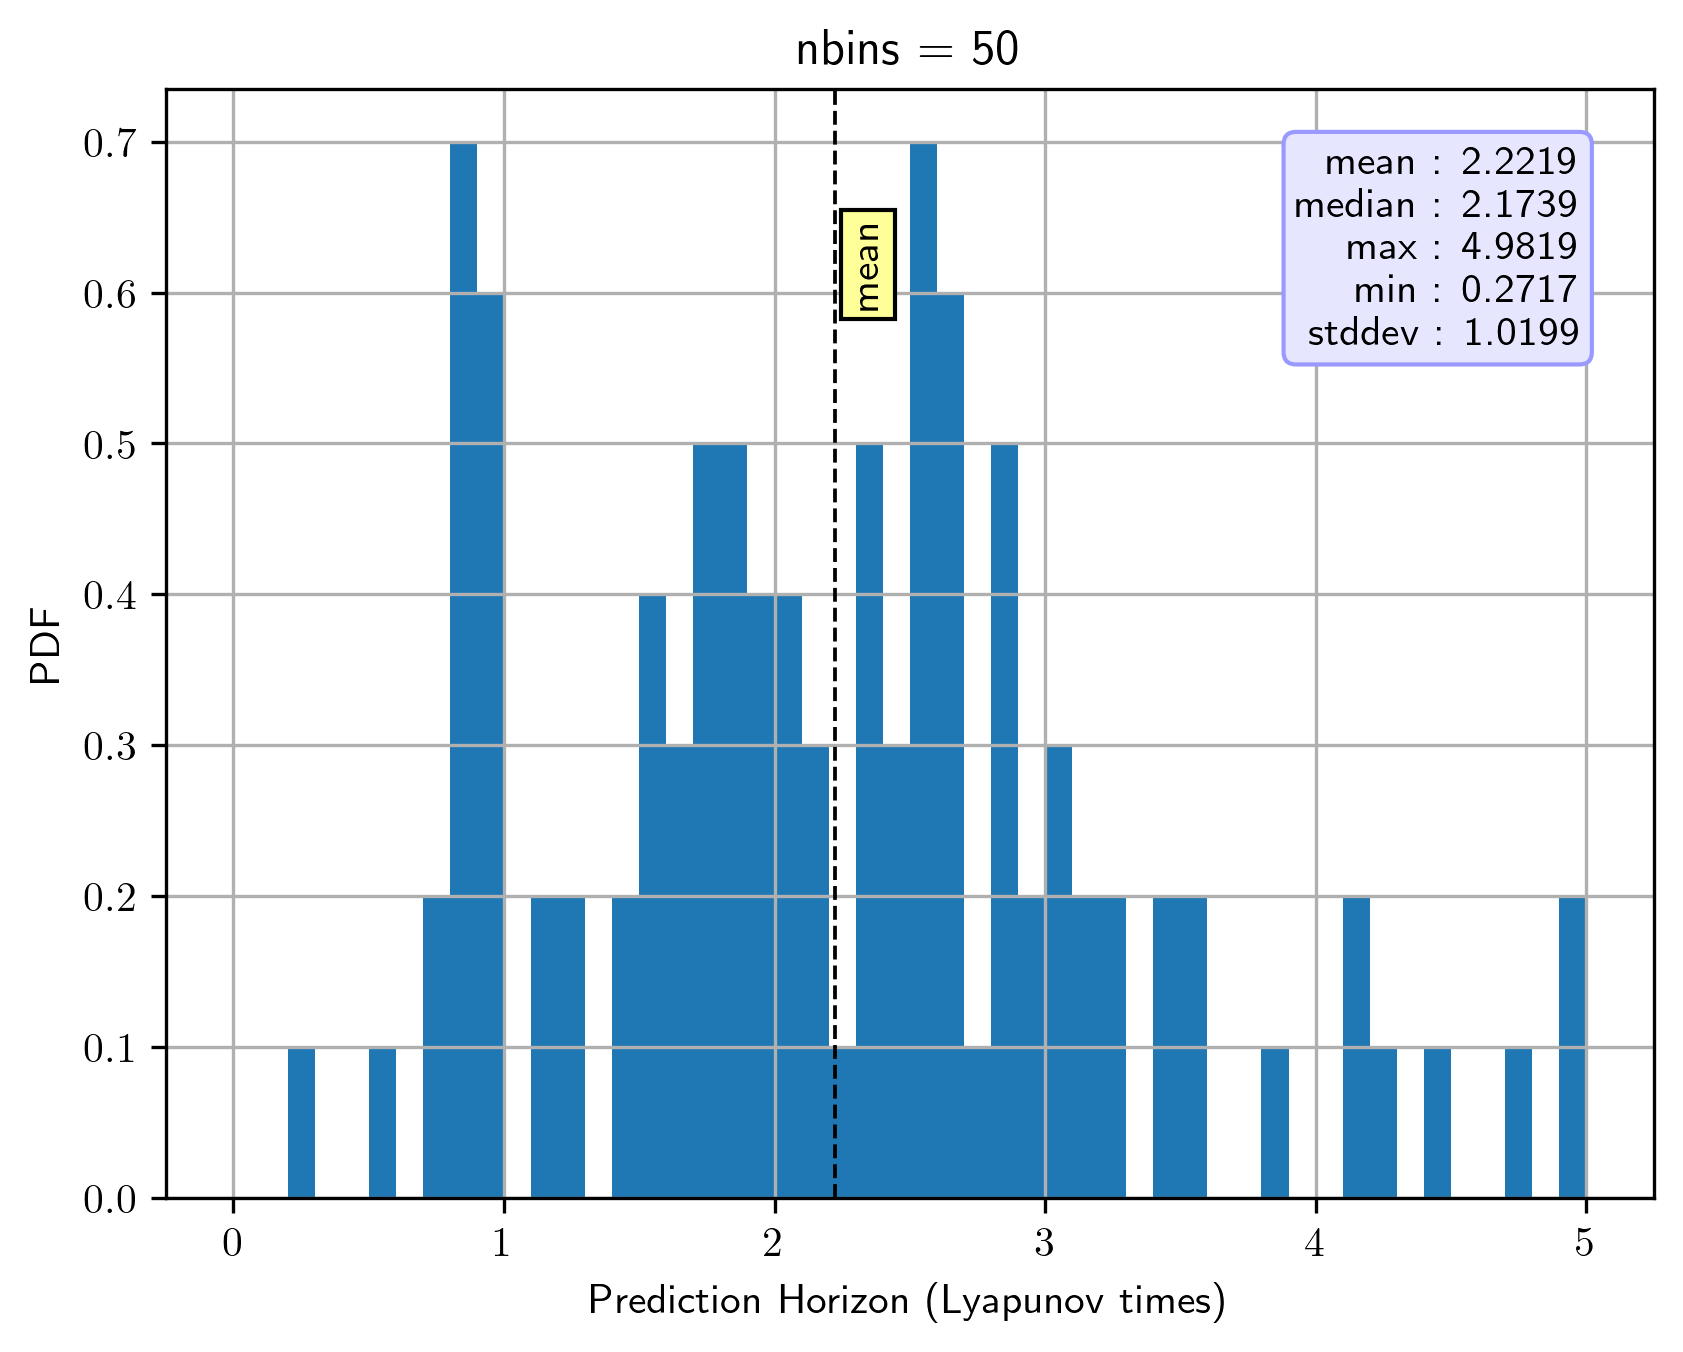 nbins = 50
0.7
0.6
0.5
0.4
0.3
0.2
0.1
0.0
PDF
mean
mean : 2.2219
median : 2.1739
max : 4.9819
min : 0.2717
stddev : 1.0199
0 1 2 3 4 5
Prediction Horizon (Lyapunov times)